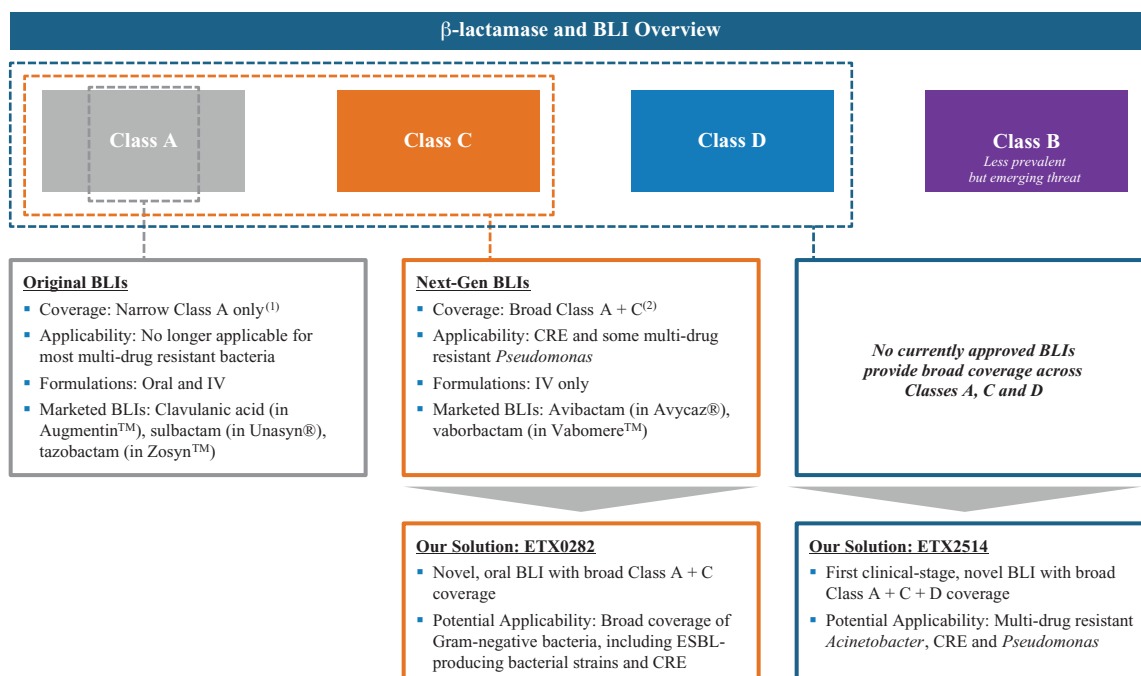 β-lactamase and BLI Overview
Class A
Class C
Class D
Class B
Less prevalent
but emerging threat
Original BLIs
▪ Coverage: Narrow Class A only(1)
▪ Applicability: No longer applicable for
most multi-drug resistant bacteria
▪ Formulations: Oral and IV
▪ Marketed BLIs: Clavulanic acid (in
Augmentin™), sulbactam (in Unasyn®),
tazobactam (in Zosyn™)
Next-Gen BLIs
▪ Coverage: Broad Class A + C(2)
▪ Applicability: CRE and some multi-drug
resistant Pseudomonas
▪ Formulations: IV only
▪ Marketed BLIs: Avibactam (in Avycaz®),
vaborbactam (in Vabomere™)
No currently approved BLIs
provide broad coverage across
Classes A, C and D
Our Solution: ETX0282
▪ Novel, oral BLI with broad Class A + C
coverage
▪ Potential Applicability: Broad coverage of
Gram-negative bacteria, including ESBL-
producing bacterial strains and CRE
Our Solution: ETX2514
▪ First clinical-stage, novel BLI with broad
Class A + C + D coverage
▪ Potential Applicability: Multi-drug resistant
Acinetobacter, CRE and Pseudomonas